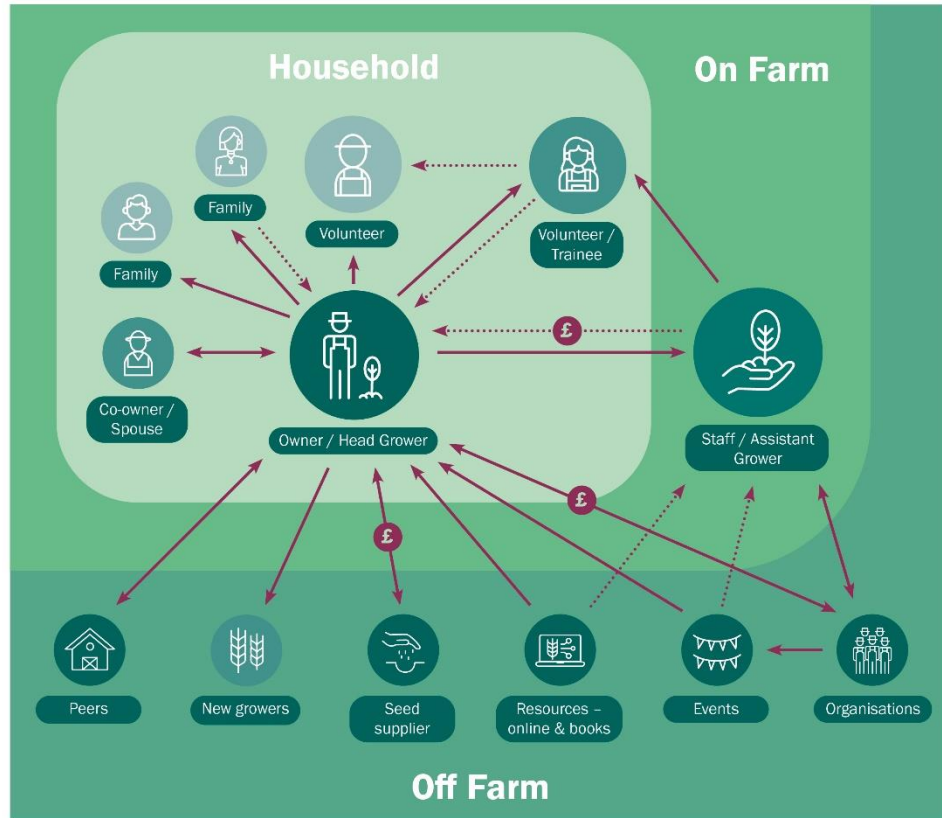 Household
On Farm
Family
Volunteer
Volunteer /
Trainee
Family
£
Co-owner /
Spouse
Owner / Head Grower
Staff / Assistant
Grower
£
£
Peers
New growers
Seed
supplier
Resources –
online & books
Events
Organisations
Off Farm